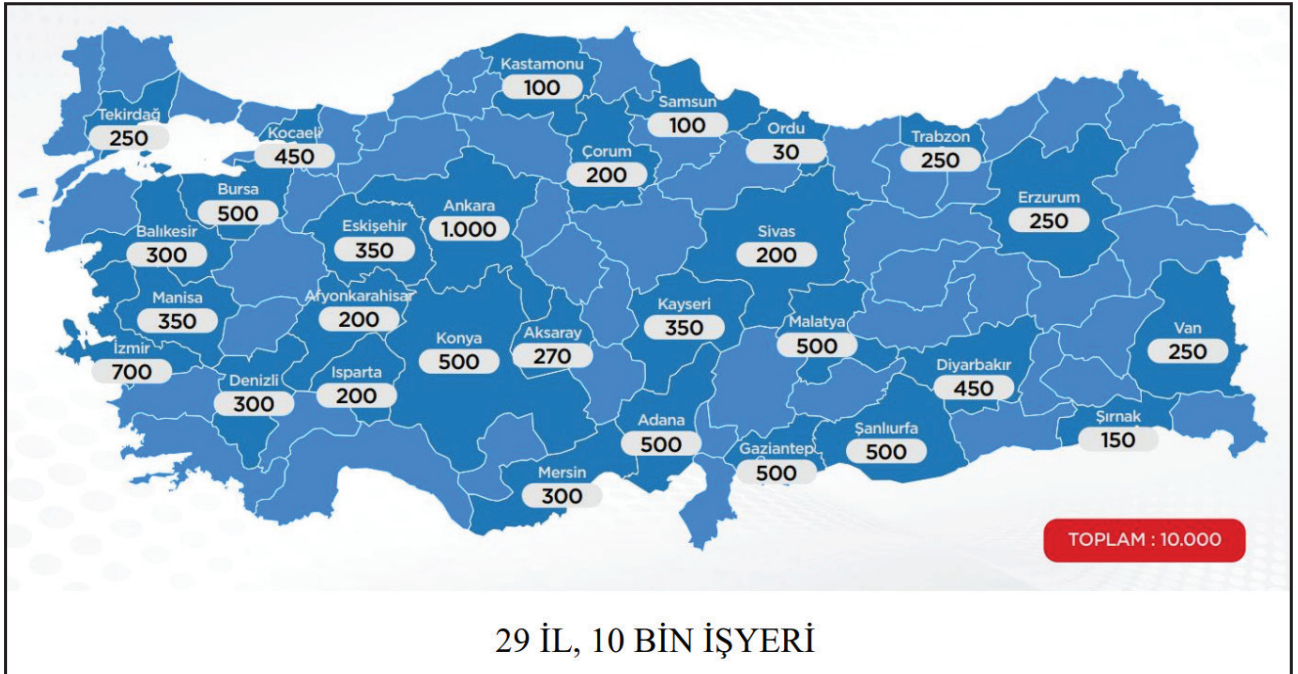 Kastamonu
100
Samsun
100
Tekirdağ
250
Kocaeli
450
Ordu
30
Trabzon
250
Çorum
200
Bursa
500
Ankara
1.000
Erzurum
250
Eskişehir
350
Balıkesir
300
Sivas
200
Manisa
350
Afyonkarahisar
200
Kayseri
350
Malatya
500
Van
250
Konya
500
Aksaray
270
İzmir
700
Denizli
300
Isparta
200
Diyarbakır
450
Adana
500
Şanlıurfa
500
Şırnak
150
Gaziantep
500
Mersin
300
TOPLAM : 10.000
29 İL, 10 BİN İŞYERİ